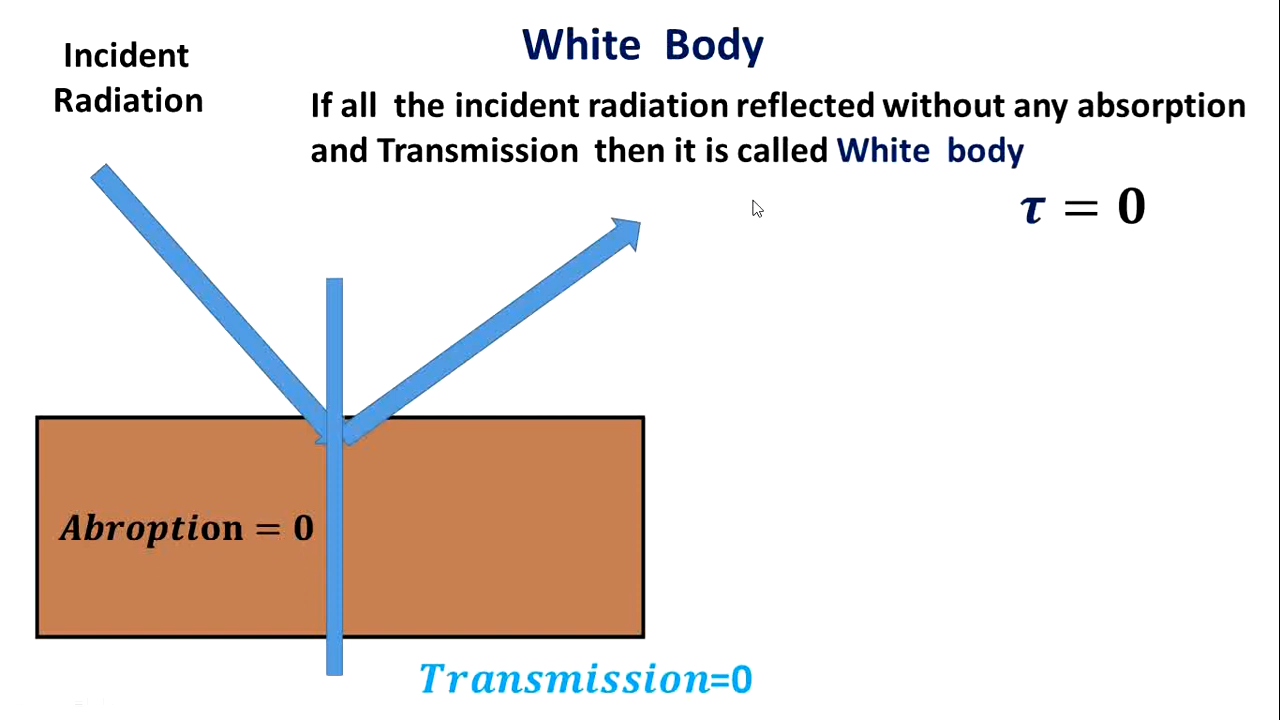 White Body
Incident
Radiation
If all the incident radiation reflected without any absorption
and Transmission then it is called White body
τ = 0
Abroption = 0
Transmission=0